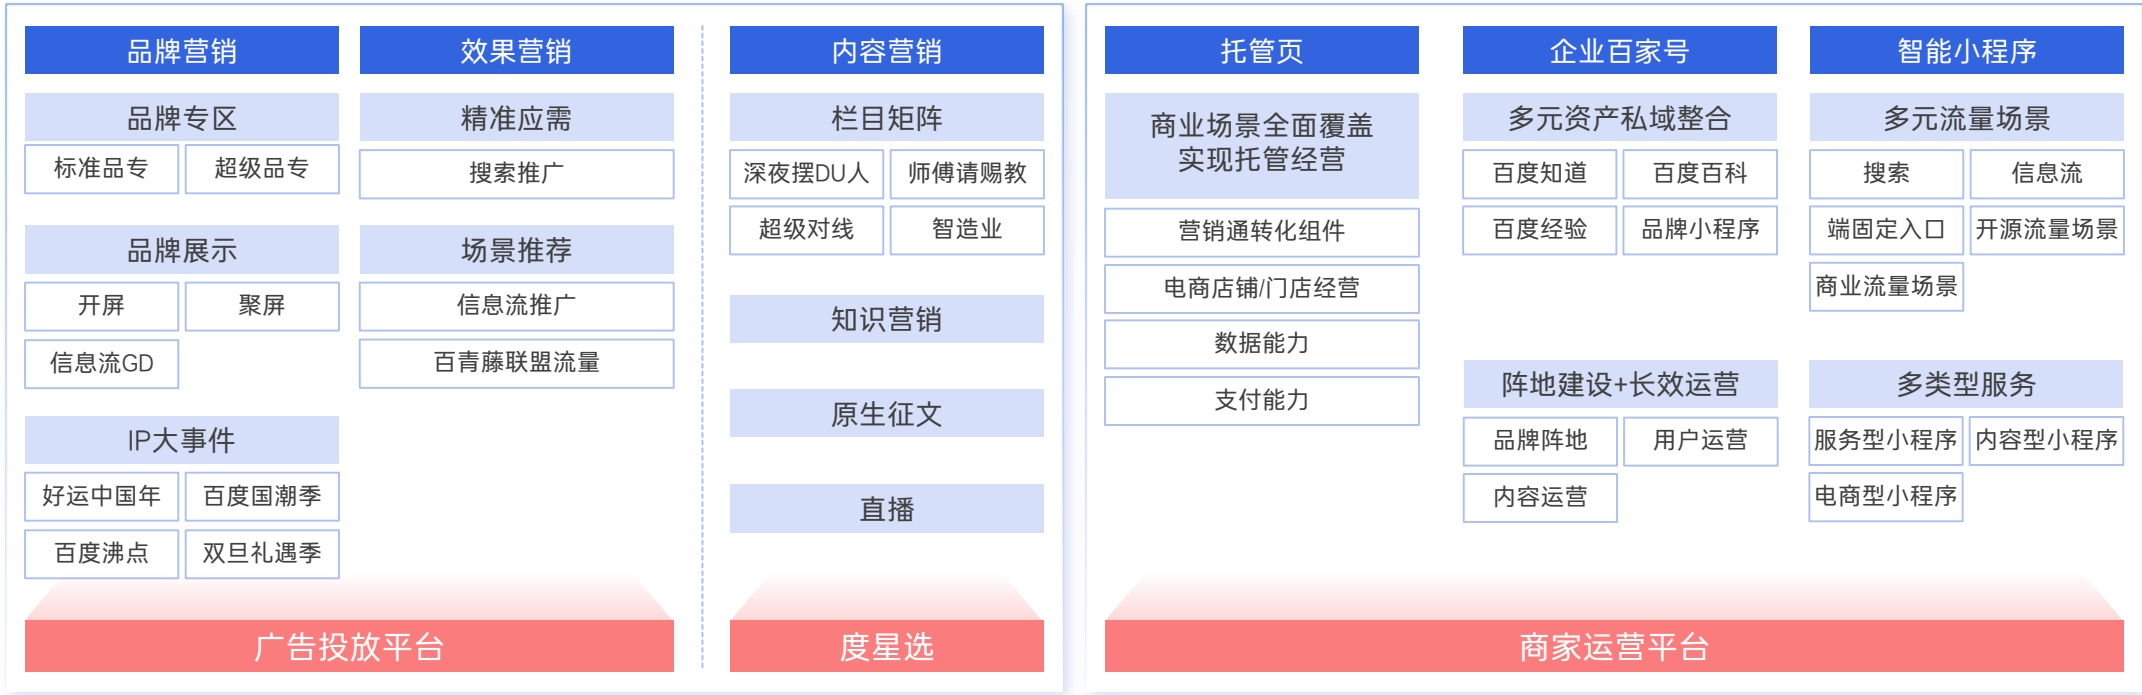 品牌营销
品牌专区
标准品专
超级品专
品牌展示
开屏
聚屏
信息流GD
IP大事件
好运中国年
百度国潮季
百度沸点
双旦礼遇季
效果营销
精准应需
搜索推广
场景推荐
信息流推广
百青藤联盟流量
广告投放平台
内容营销
栏目矩阵
深夜摆DU人
师傅请赐教
超级对线
智造业
知识营销
原生征文
直播
度星选
托管页
商业场景全面覆盖
实现托管经营
营销通转化组件
电商店铺/门店经营
数据能力
支付能力
企业百家号
多元资产私域整合
百度知道
百度百科
百度经验
品牌小程序
阵地建设+长效运营
品牌阵地
用户运营
内容运营
智能小程序
多元流量场景
搜索
信息流
端固定入口
开源流量场景
商业流量场景
多类型服务
服务型小程序
内容型小程序
电商型小程序
商家运营平台